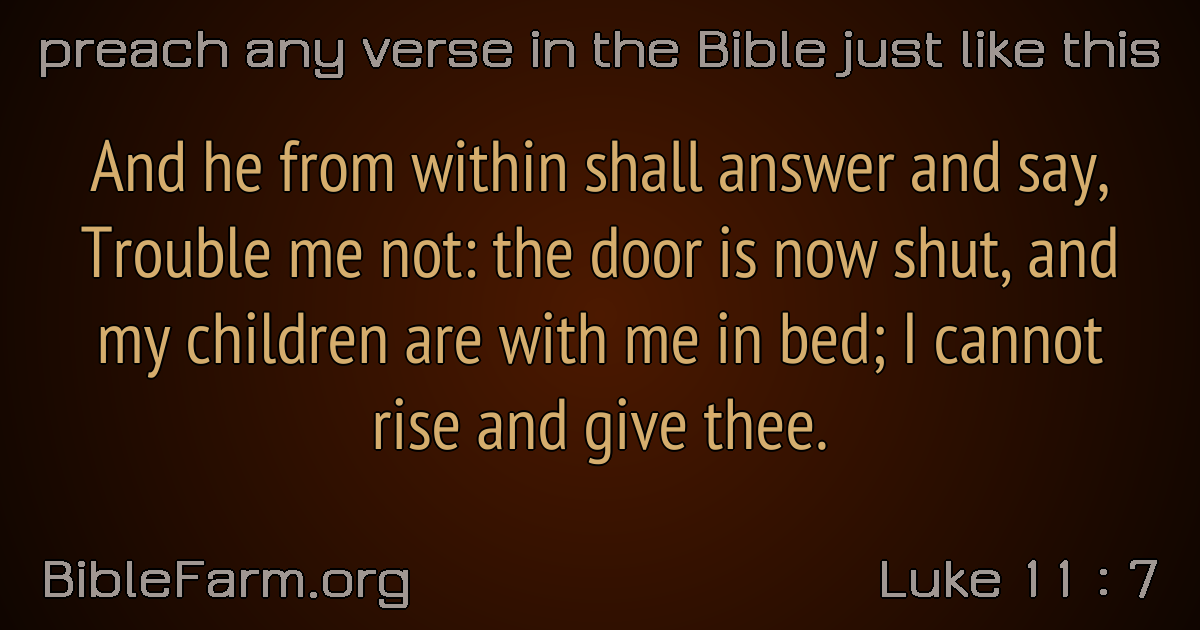 preach any verse in the Bible just like this
And he from within shall answer and say,
Trouble me not: the door is now shut, and
my children are with me in bed; I cannot
rise and give thee.
BibleFarm.org
Luke 11 : 7